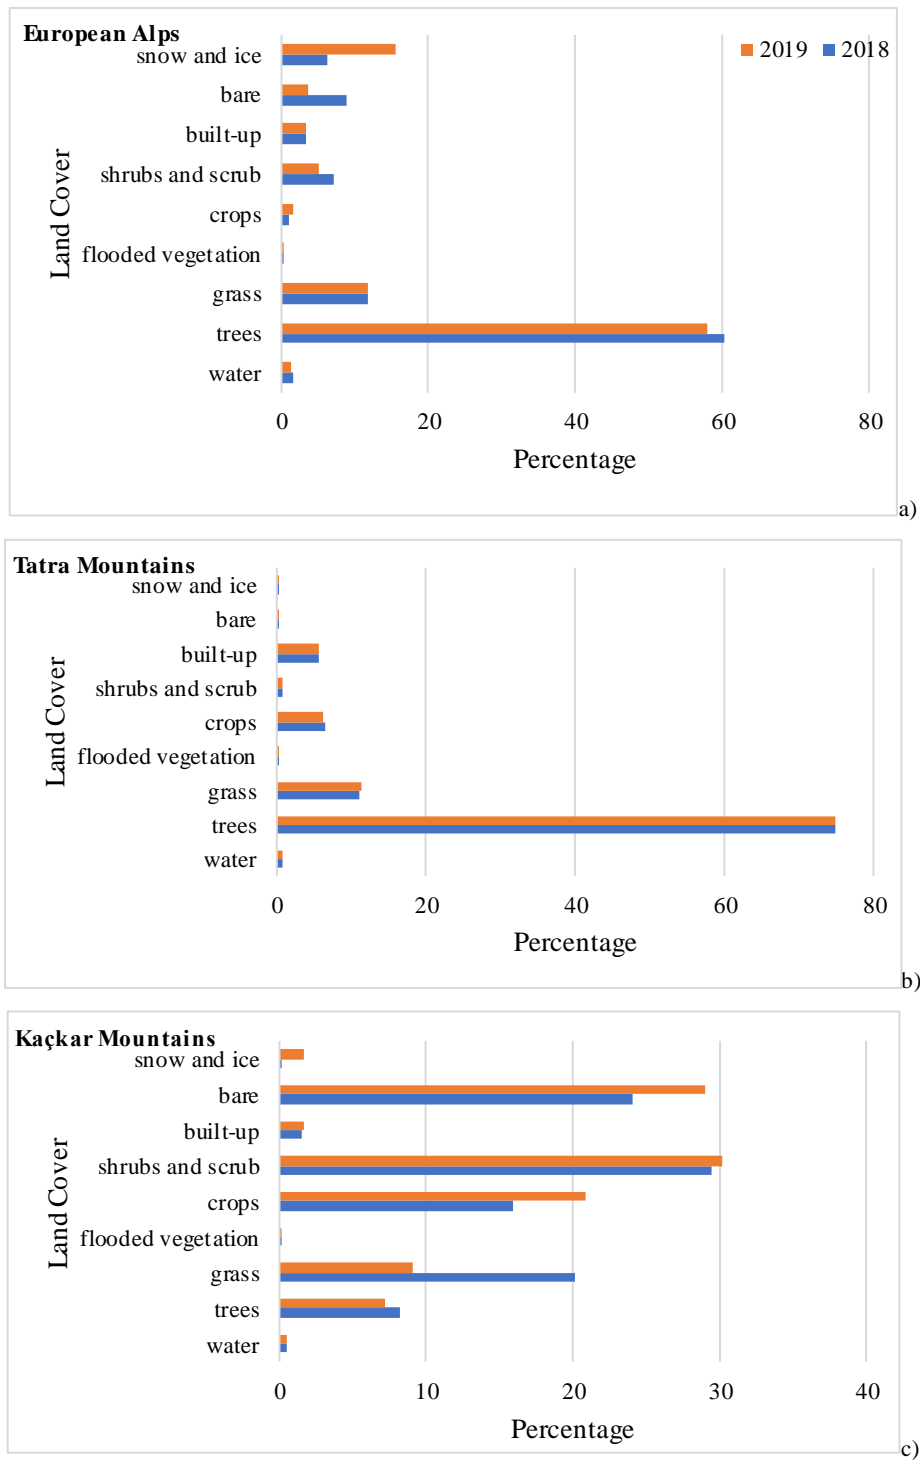 European Alps
2019 2018
snow and ice
bare
built-up
shrubs and scrub
crops
flooded vegetation
grass
trees
water
Land Cover
0 20 40 60 80
Percentage
a)
Tatra Mountains
snow and ice
bare
built-up
shrubs and scrub
crops
flooded vegetation
grass
trees
water
Land Cover
0 20 40 60 80
Percentage
b)
Kaçkar Mountains
snow and ice
bare
built-up
shrubs and scrub
crops
flooded vegetation
grass
trees
water
Land Cover
0 10 20 30 40
Percentage
c)